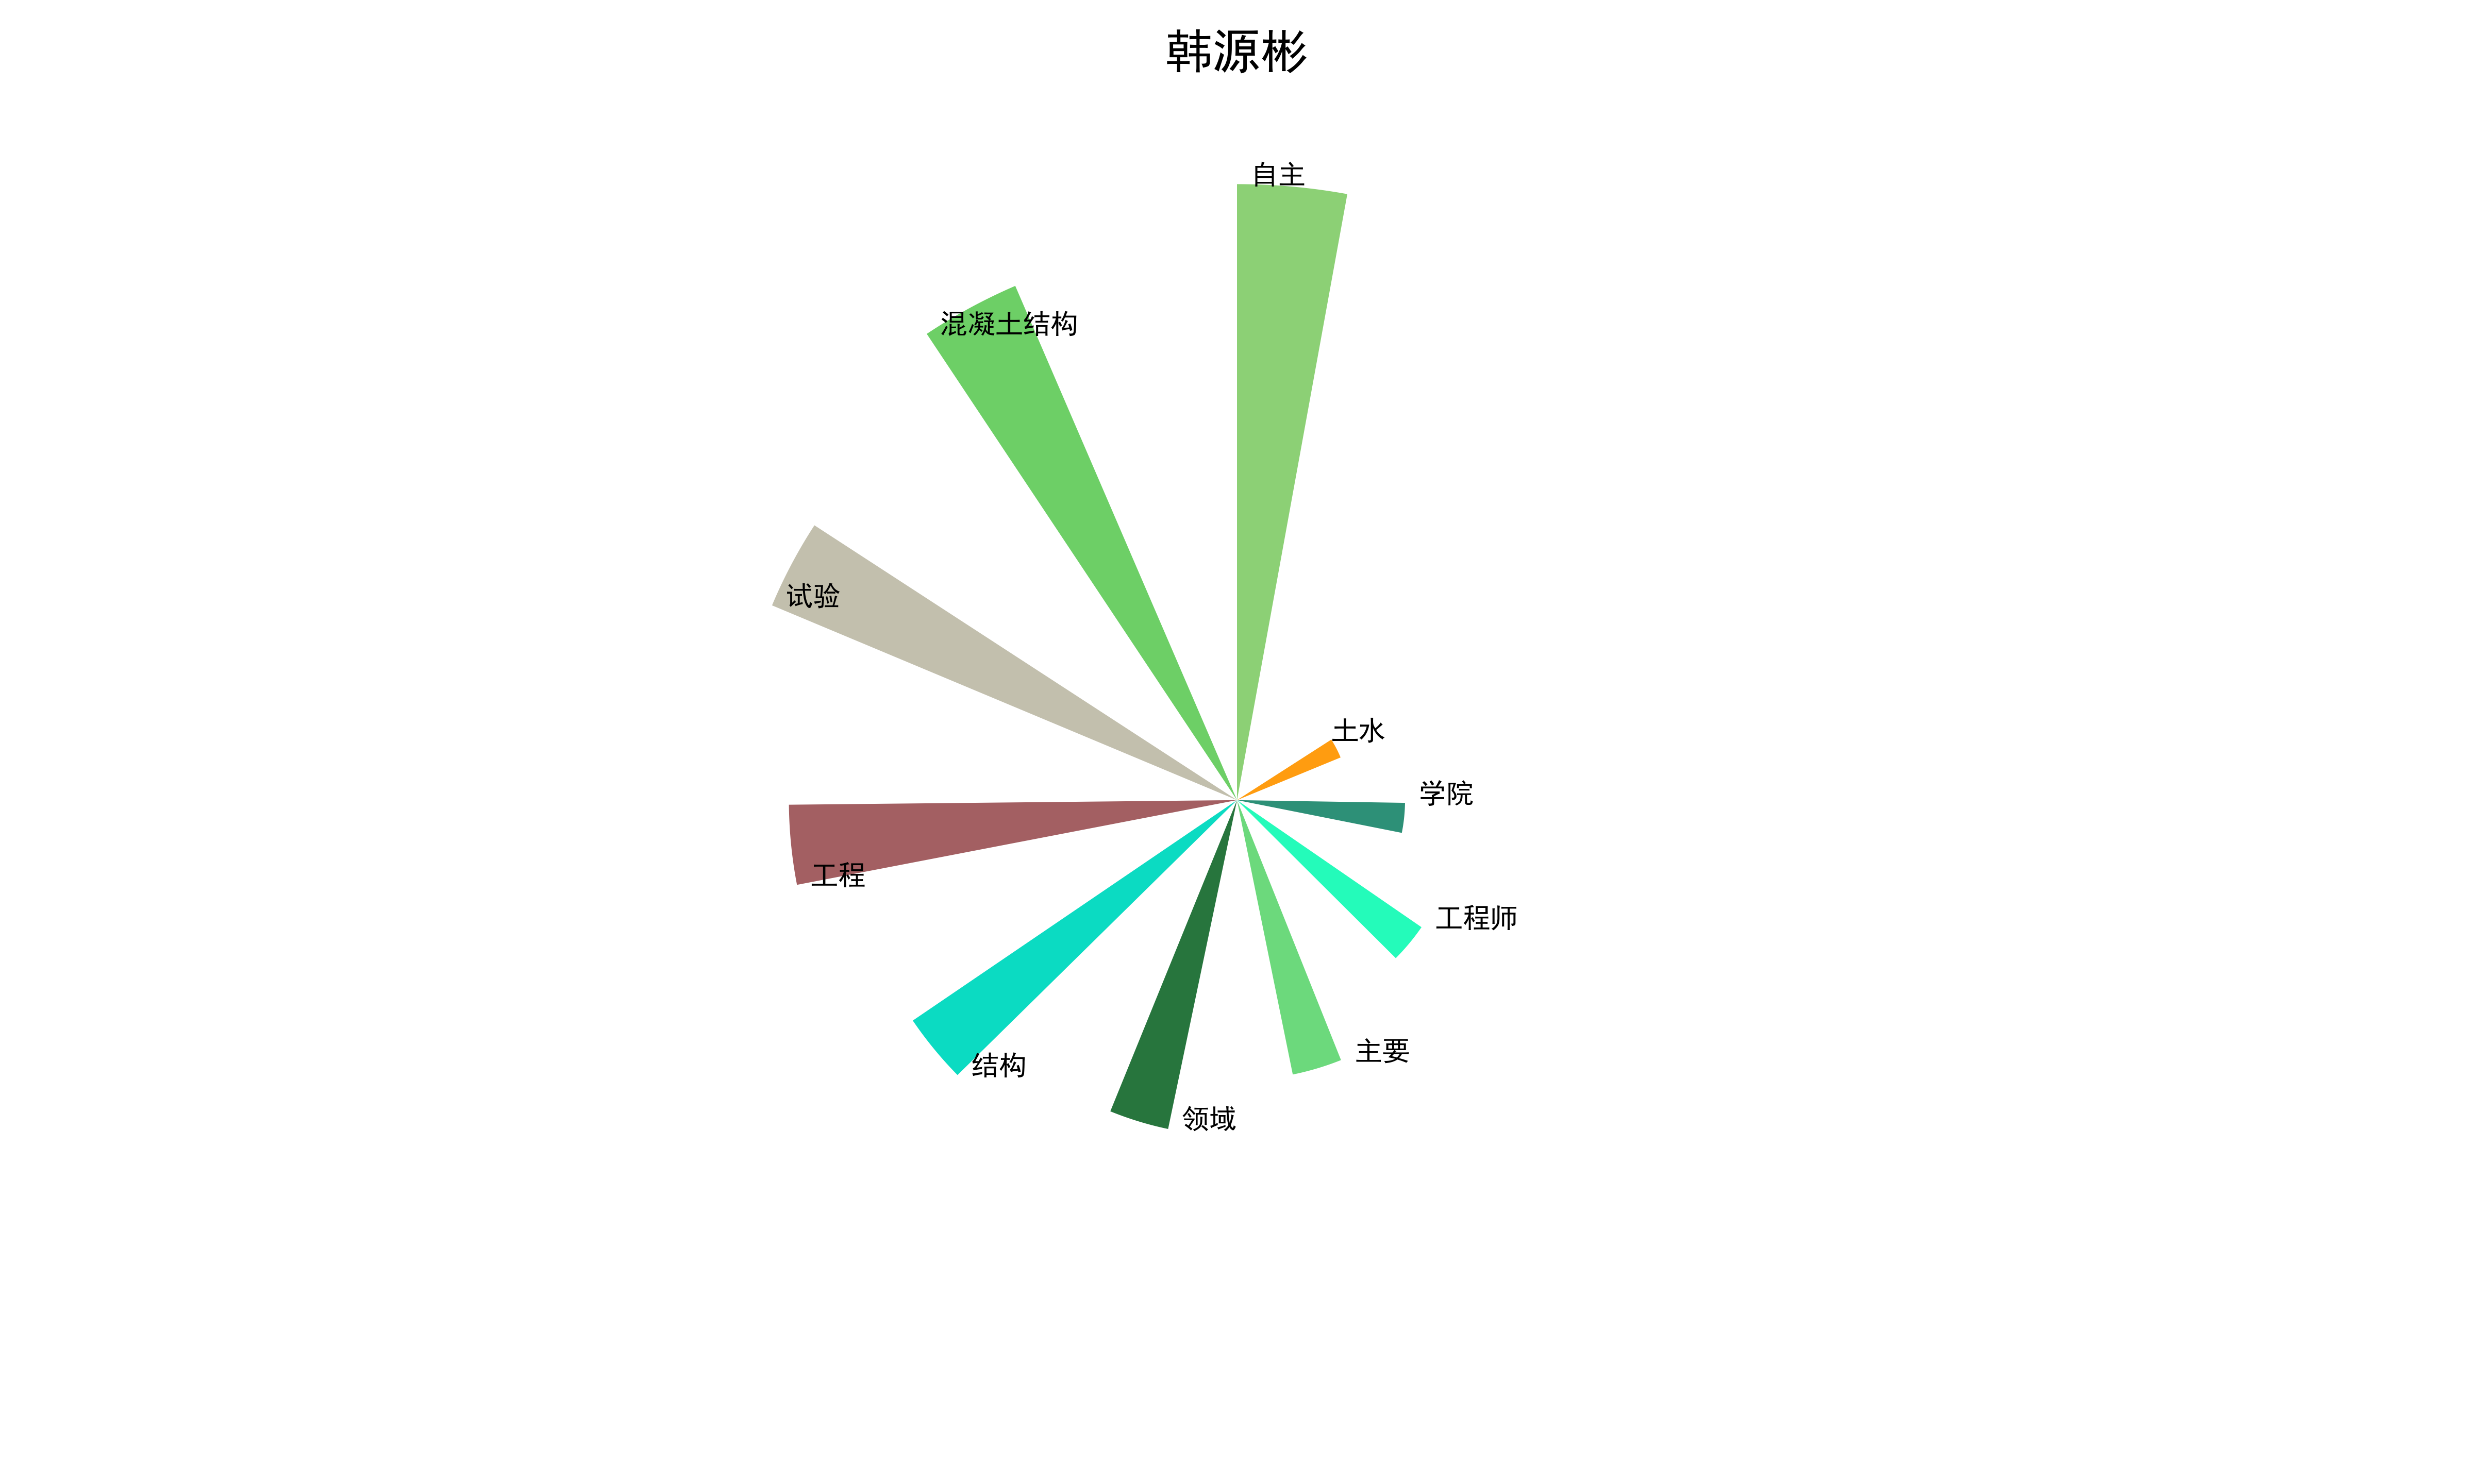 韩源彬
自主
混凝土结构
试验
土水
学院
工程
工程师
主要
结构
领域